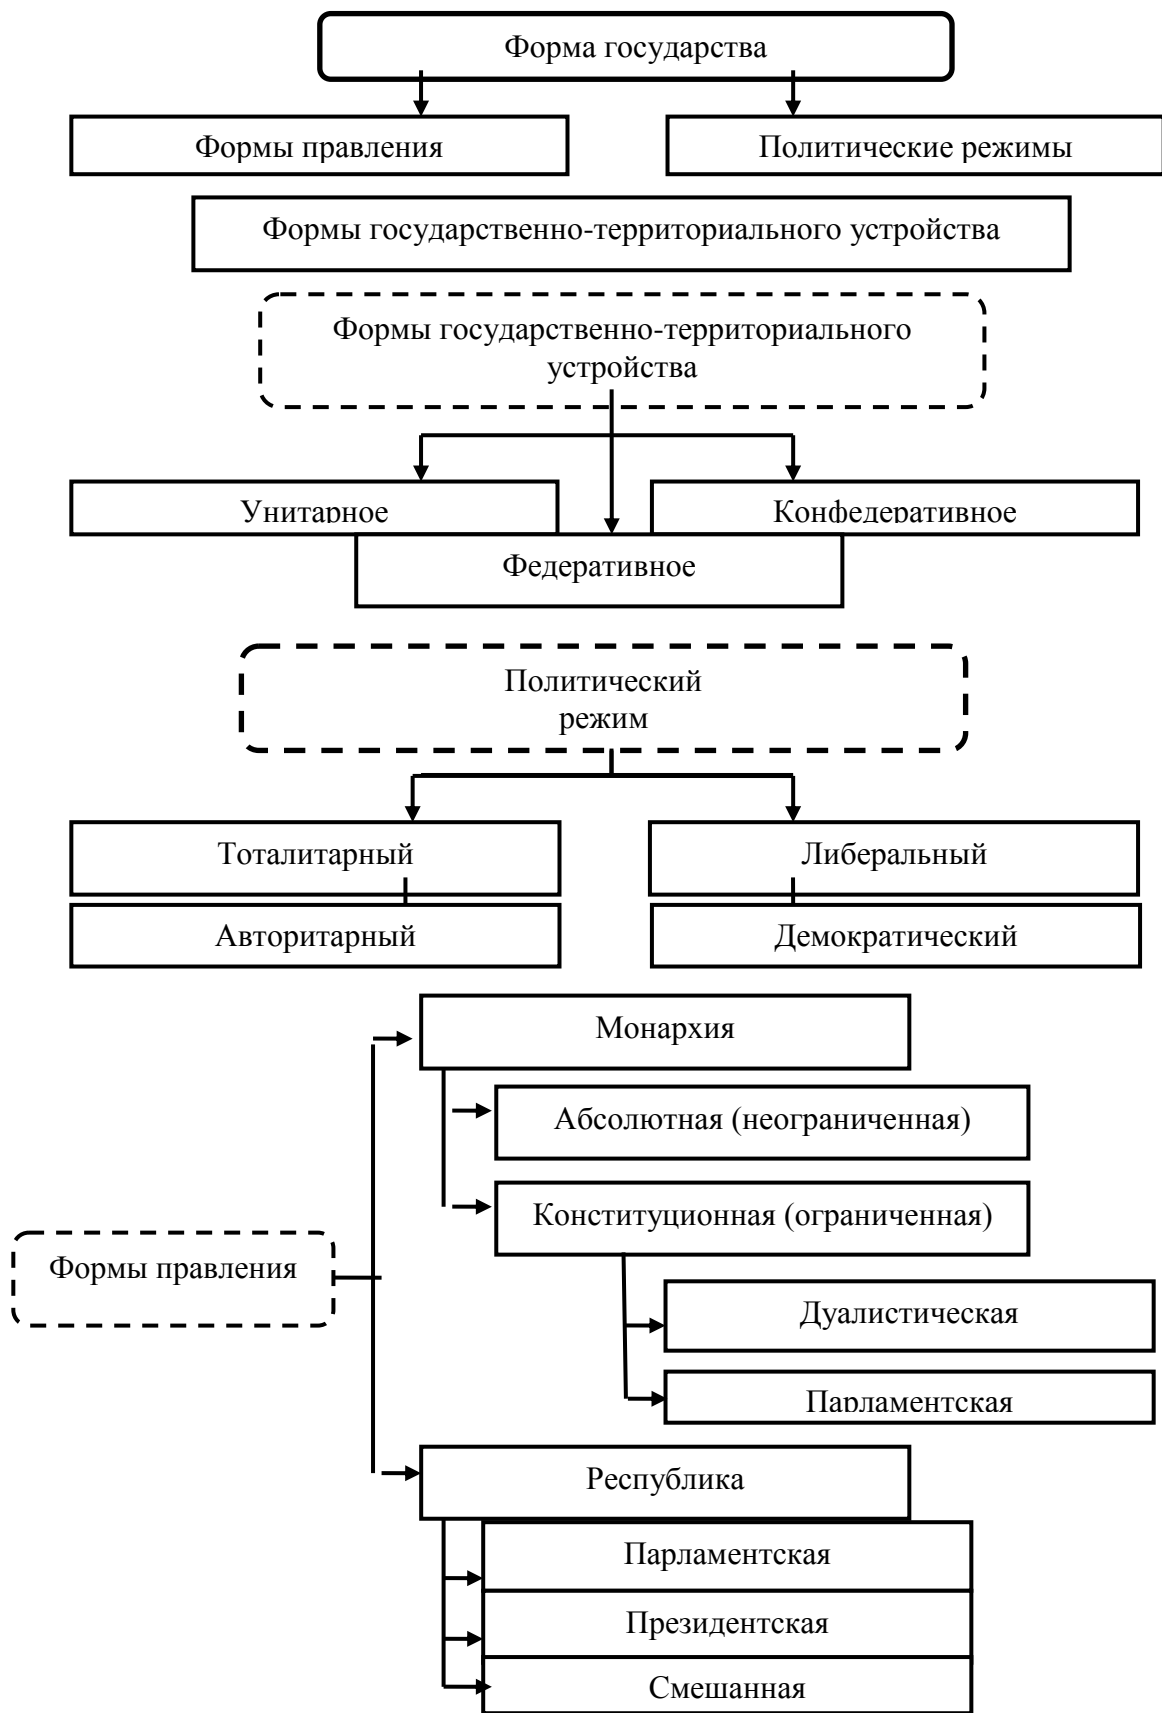 Форма государства
Формы правления
Политические режимы
Формы государственно-территориального устройства
Формы государственно-территориального
устройства
Унитарное
Конфедеративное
Федеративное
Политический
режим
Тоталитарный
Либеральный
Авторитарный
Демократический
Монархия
Абсолютная (неограниченная)
Конституционная (ограниченная)
Формы правления
Дуалистическая
Парламентская
Республика
Парламентская
Президентская
Смешанная